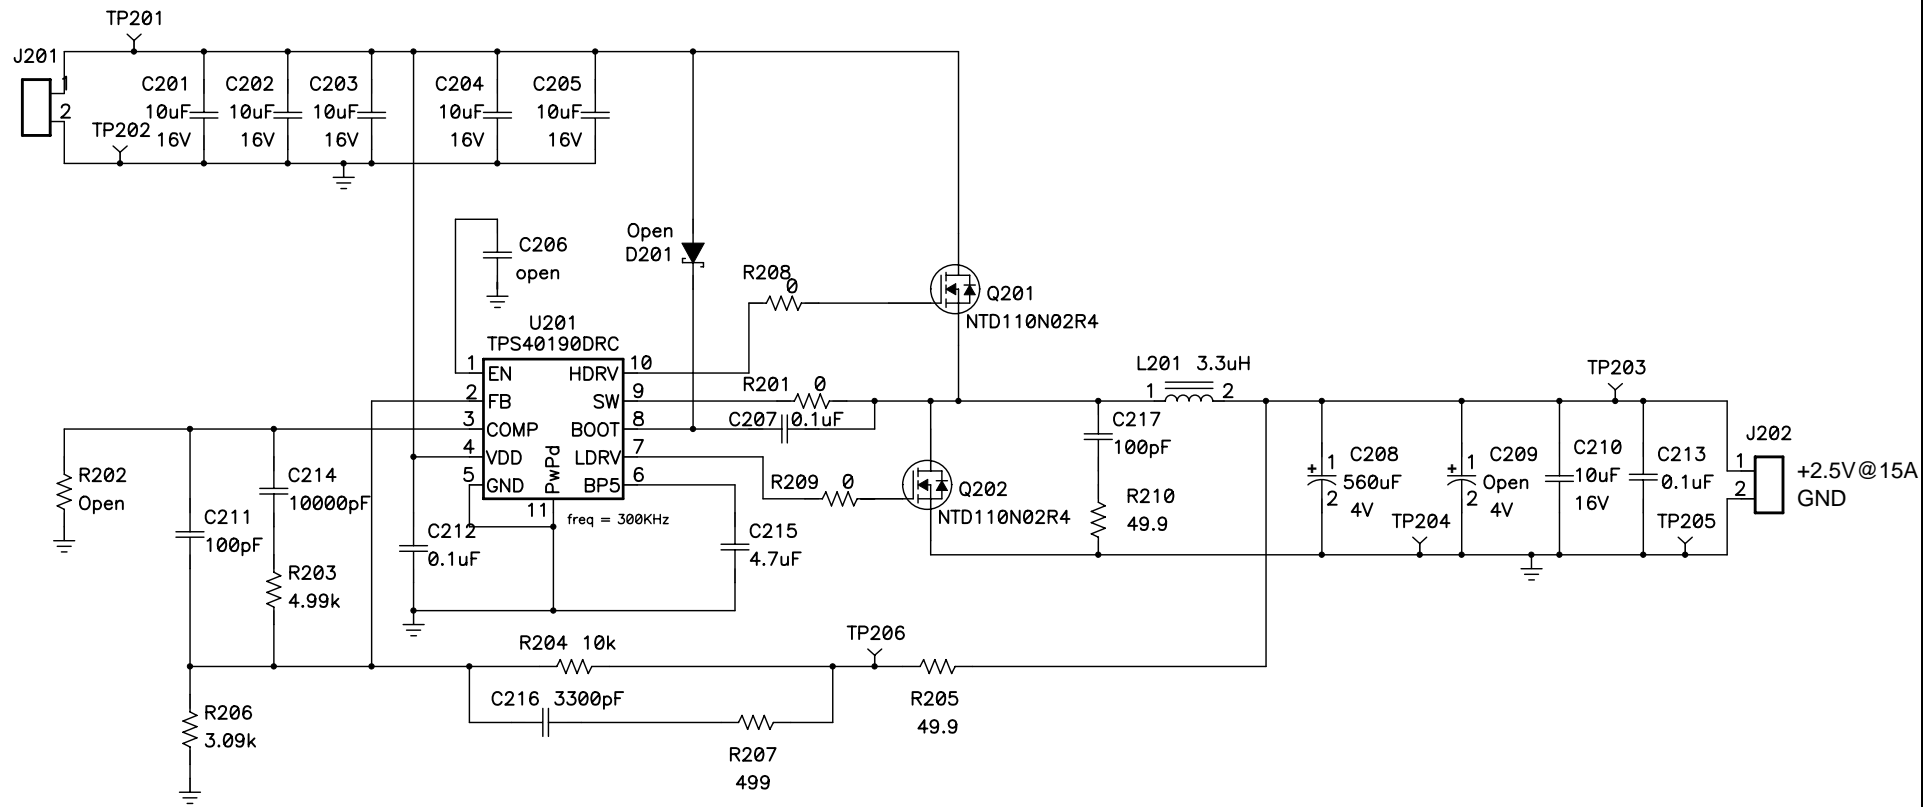 TP201
J201
1
2
TP202
C201
10uF
16V
C202
10uF
16V
C203
10uF
16V
C204
10uF
16V
C205
10uF
16V
C206
open
Open
D201
R208
0
Q201
NTD110N02R4
U201
TPS40190DRC
1 EN
2 FB
3 COMP
4 VDD
5 GND
HDRV 10
SW 9
BOOT 8
LDRV 7
BP5 6
PwPd
11
freq = 300KHz
R201 0
C207 0.1uF
R209 0
Q202
NTD110N02R4
L201 3.3uH
1 2
C217
100pF
R210
49.9
TP203
C208
560uF
4V
+ 1
2
C209
Open
4V
+ 1
2
C210
10uF
16V
C213
0.1uF
TP204
TP205
J202
1
2
+2.5V@15A
GND
R202
Open
C214
10000pF
C211
100pF
R203
4.99k
C212
0.1uF
C215
4.7uF
R204 10k
TP206
C216 3300pF
R205
49.9
R207
499
R206
3.09k